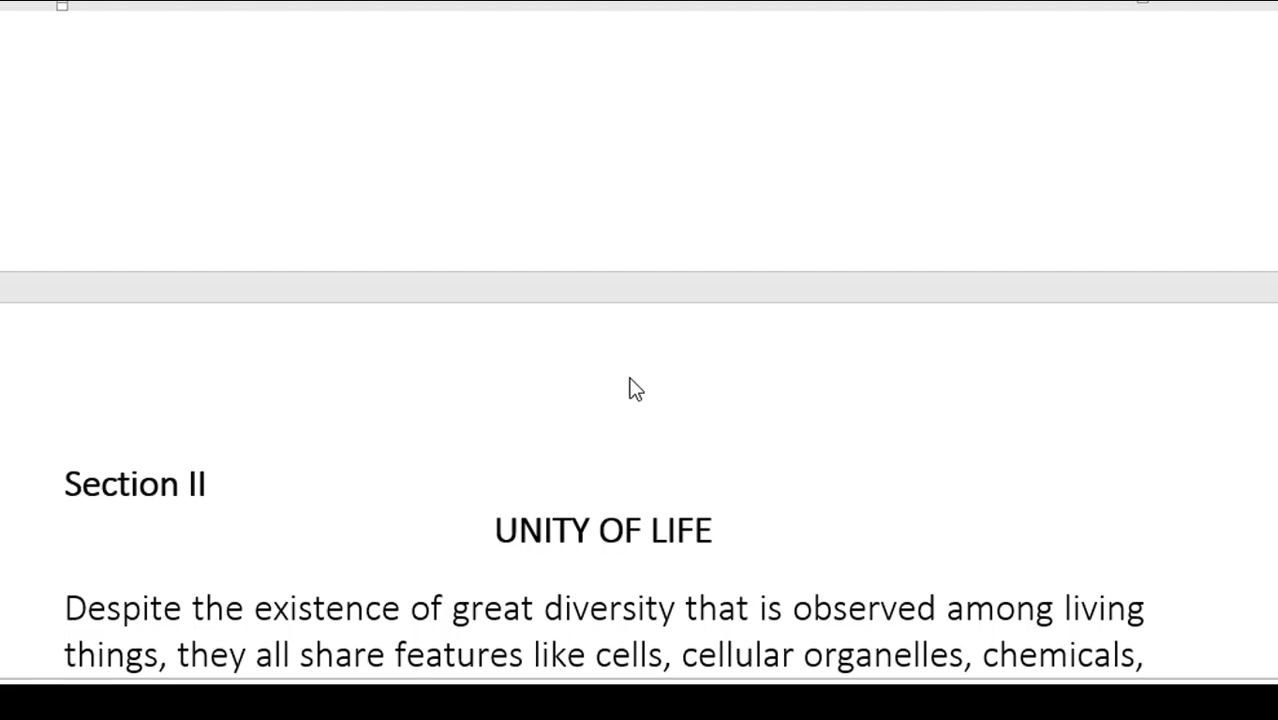 Section II
UNITY OF LIFE
Despite the existence of great diversity that is observed among living
things, they all share features like cells, cellular organelles, chemicals,